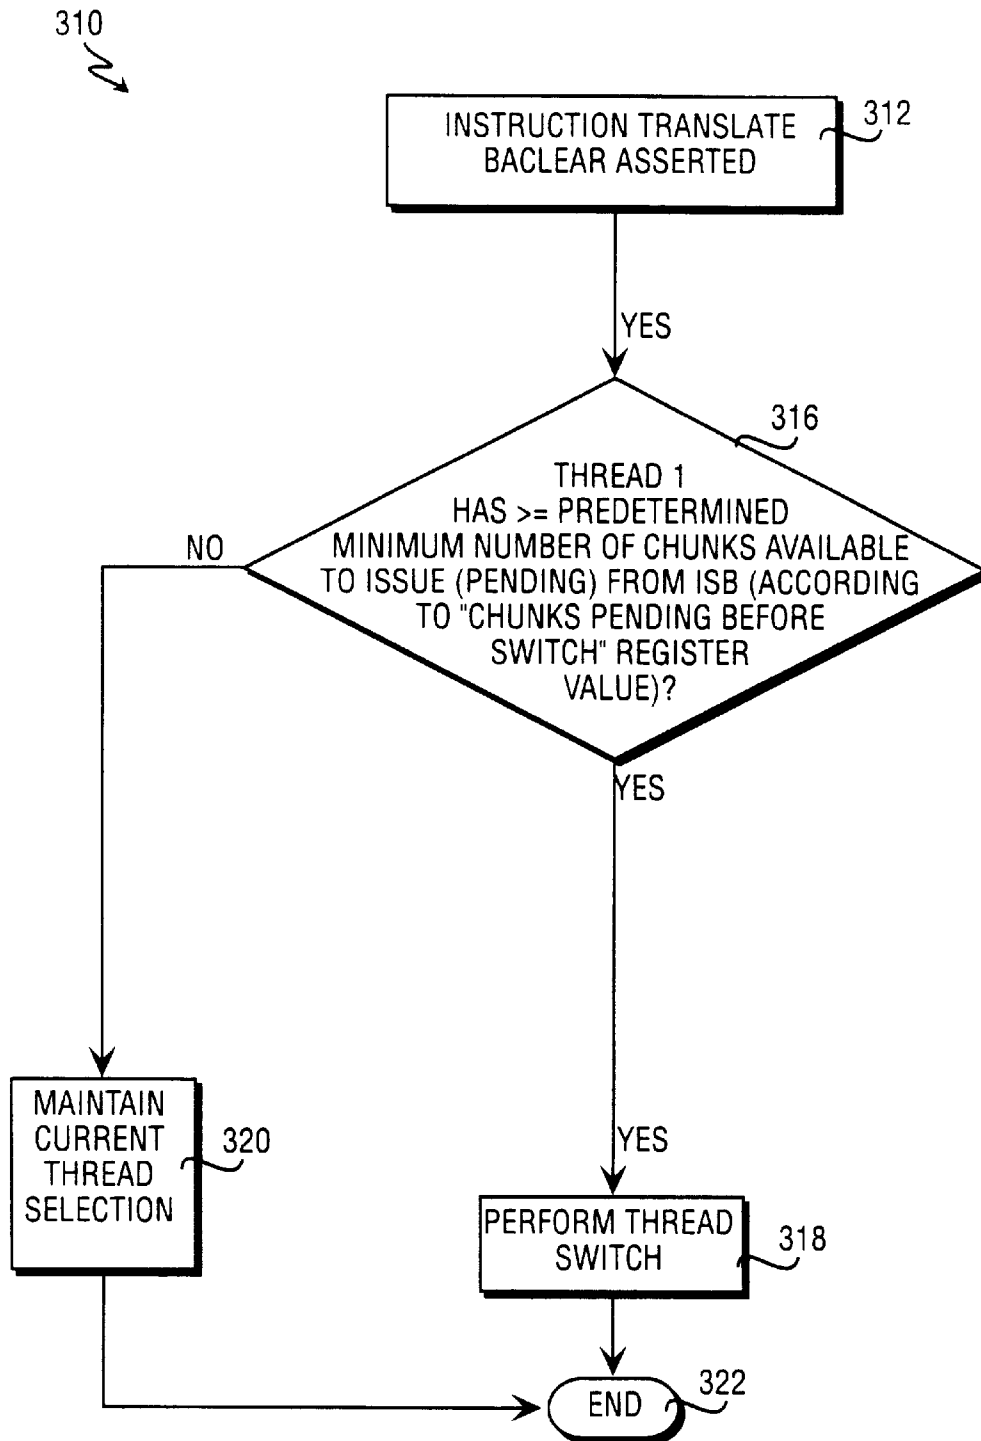 310
INSTRUCTION TRANSLATE
BACLEAR ASSERTED
312
YES
316
THREAD 1
HAS >= PREDETERMINED
MINIMUM NUMBER OF CHUNKS AVAILABLE
TO ISSUE (PENDING) FROM ISB (ACCORDING
TO "CHUNKS PENDING BEFORE
SWITCH" REGISTER
VALUE)?
NO
YES
MAINTAIN
CURRENT
THREAD
SELECTION
320
YES
PERFORM THREAD
SWITCH
318
END
322